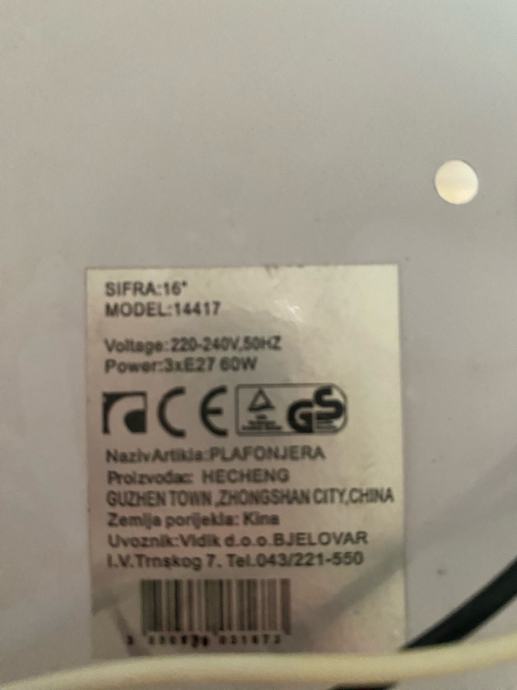 SIFRA:16"
MODEL:14417
Voltage:220-240V,50HZ
Power:3xE27 60W
CE GS
NazivArtikla:PLAFONJERA
Proizvođac: HECHENG
GUZHEN TOWN ,ZHONGSHAN CITY,CHINA
Zemlja porijekla: Kina
Uvoznik:Vidik d.o.o.BJELOVAR
I.V.Trnskog 7. Tel.043/221-550